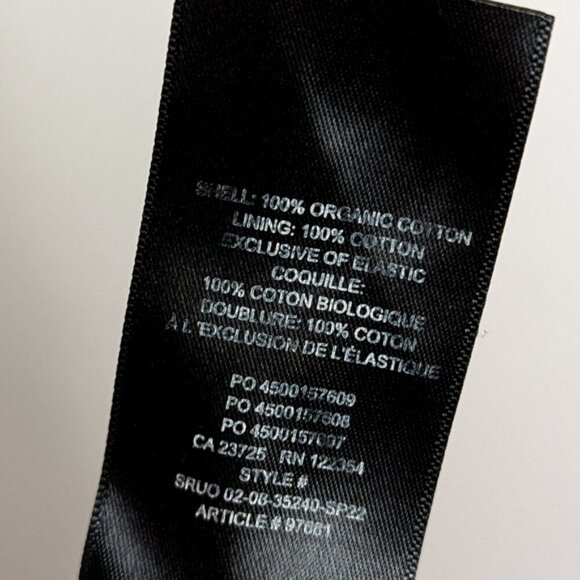 SHELL: 100% ORGANIC COTTON
LINING: 100% COTTON
EXCLUSIVE OF ELASTIC
COQUILLE:
100% COTON BIOLOGIQUE
DOUBLURE: 100% COTON
À L'EXCLUSION DE L'ÉLASTIQUE
PO 4500157609
PO 4500157608
PO 4500157607
CA 23725 RN 122354
STYLE #
SRUO 02-08-35240-SP22
ARTICLE # 97661